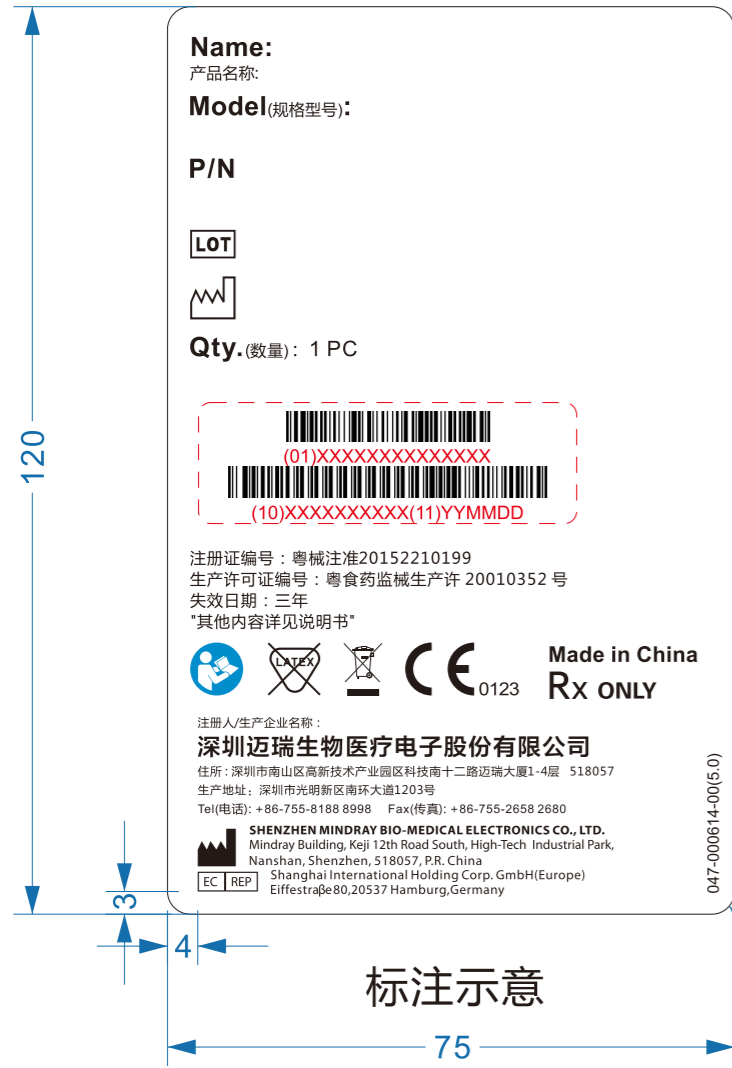 Name:
产品名称:
Model(规格型号):
P/N
LOT
Qty.(数量): 1 PC
(01)XXXXXXXXXXXXXX
(10)XXXXXXXXXX(11)YYMMDD
注册证编号：粤械注准20152210199
生产许可证编号：粤食药监械生产许 20010352 号
失效日期：三年
"其他内容详见说明书"
LATEX
CE 0123
Made in China
Rx ONLY
注册人/生产企业名称：
深圳迈瑞生物医疗电子股份有限公司
住所：深圳市南山区高新技术产业园区科技南十二路迈瑞大厦1-4层 518057
生产地址：深圳市光明新区南环大道1203号
Tel(电话): +86-755-8188 8998 Fax(传真): +86-755-2658 2680
SHENZHEN MINDRAY BIO-MEDICAL ELECTRONICS CO., LTD.
Mindray Building, Keji 12th Road South, High-Tech Industrial Park,
Nanshan, Shenzhen, 518057, P.R. China
EC REP
Shanghai International Holding Corp. GmbH(Europe)
Eiffestraβe80,20537 Hamburg,Germany
047-000614-00(5.0)
120
3
4
标注示意
75